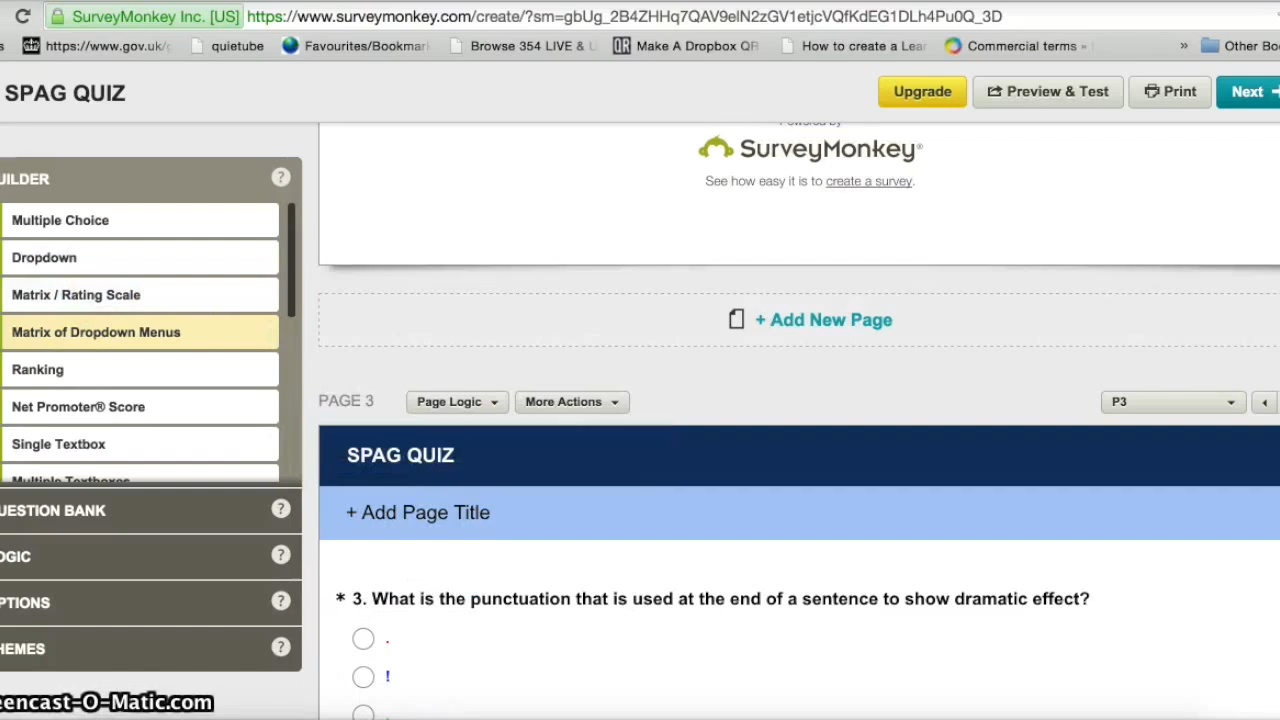 SurveyMonkey Inc. [US] https://www.surveymonkey.com/create/?sm=gbUg_2B4ZHHq7QAV9elN2zGV1etjcVQfKdEG1DLh4Pu0Q_3D
s https://www.gov.uk/ quietube Favourites/Bookmar Browse 354 LIVE & U Make A Dropbox QR How to create a Lear Commercial terms » Other Boo
SPAG QUIZ Upgrade Preview & Test Print Next
Powered by
SurveyMonkey®
See how easy it is to create a survey.
UILDER ?
Multiple Choice
Dropdown
Matrix / Rating Scale
Matrix of Dropdown Menus
+ Add New Page
Ranking
Net Promoter® Score
PAGE 3 Page Logic More Actions P3
Single Textbox
Multiple Textboxes
SPAG QUIZ
UESTION BANK ?
+ Add Page Title
OGIC ?
PTIONS ?
HEMES ?
* 3. What is the punctuation that is used at the end of a sentence to show dramatic effect?
.
!
eencast-O-Matic.com